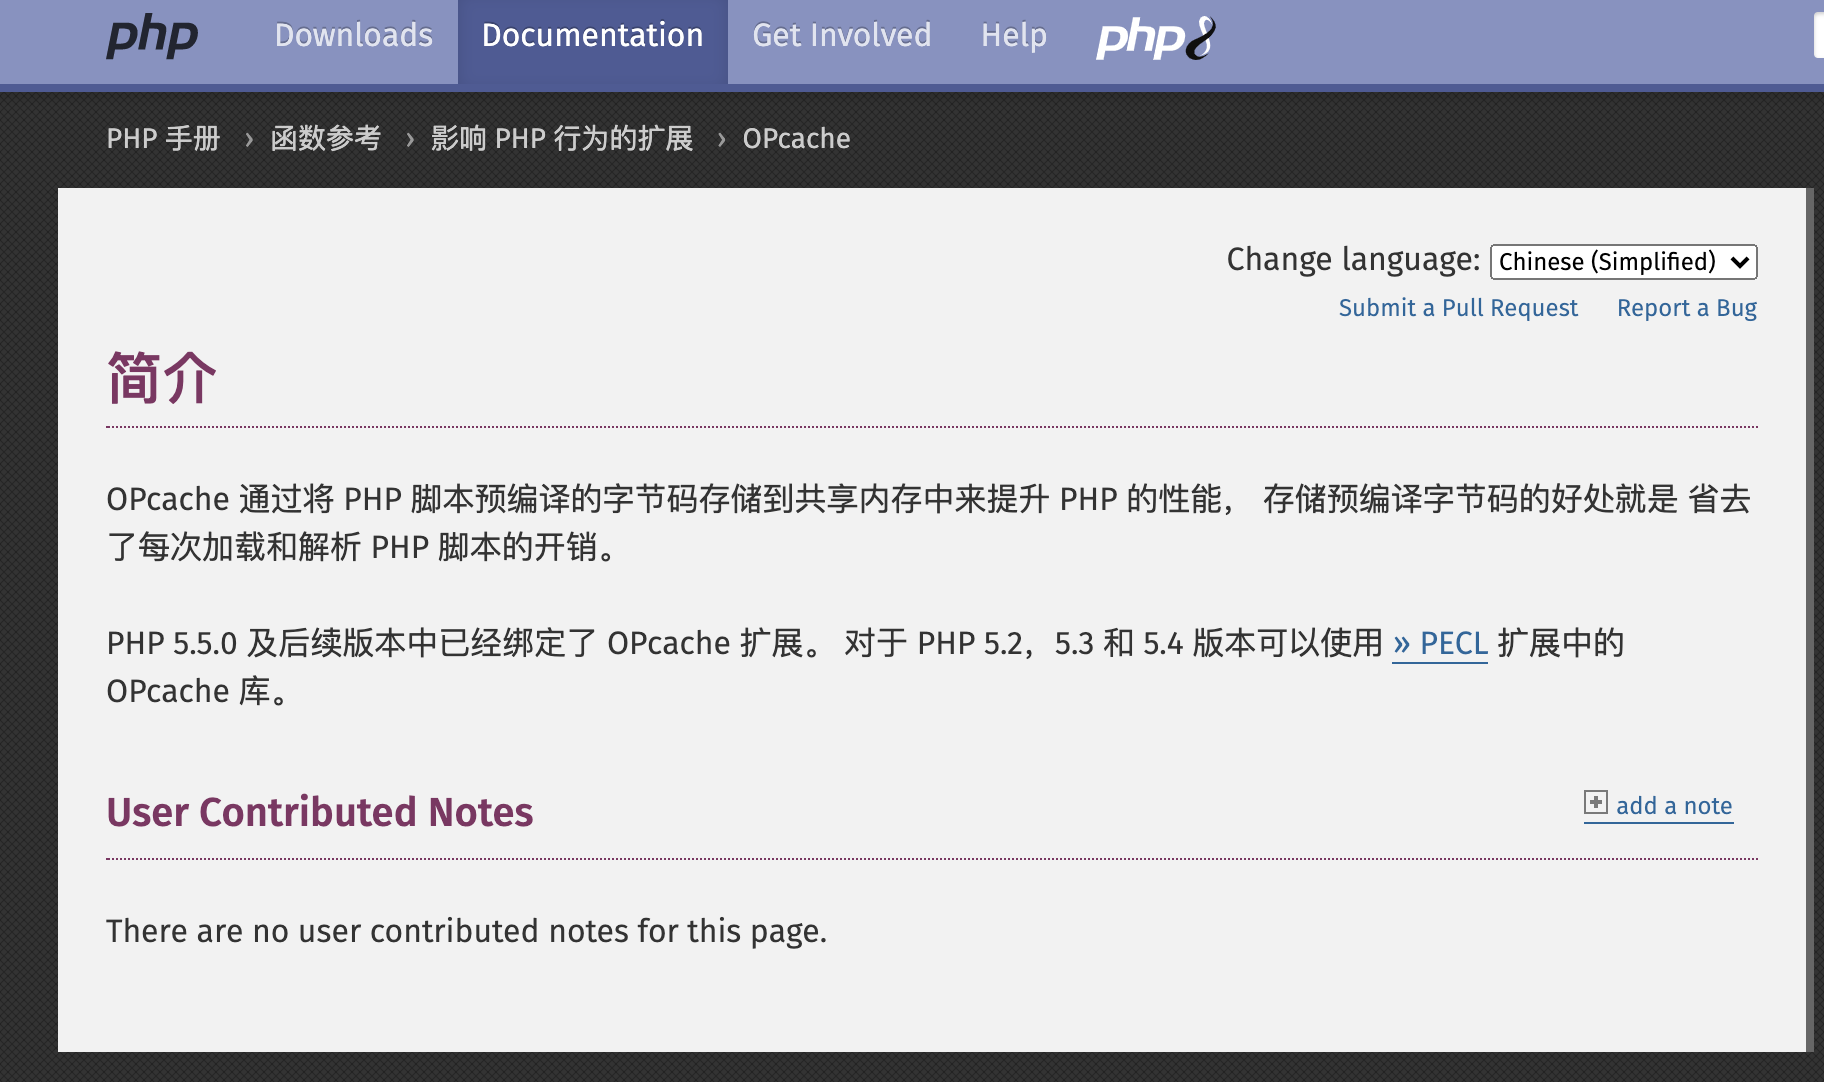 php Downloads Documentation Get Involved Help php8
PHP 手册 › 函数参考 › 影响 PHP 行为的扩展 › OPcache
Change language: Chinese (Simplified)
Submit a Pull Request Report a Bug
简介
OPcache 通过将 PHP 脚本预编译的字节码存储到共享内存中来提升 PHP 的性能， 存储预编译字节码的好处就是 省去
了每次加载和解析 PHP 脚本的开销。
PHP 5.5.0 及后续版本中已经绑定了 OPcache 扩展。 对于 PHP 5.2，5.3 和 5.4 版本可以使用 » PECL 扩展中的
OPcache 库。
User Contributed Notes
add a note
There are no user contributed notes for this page.